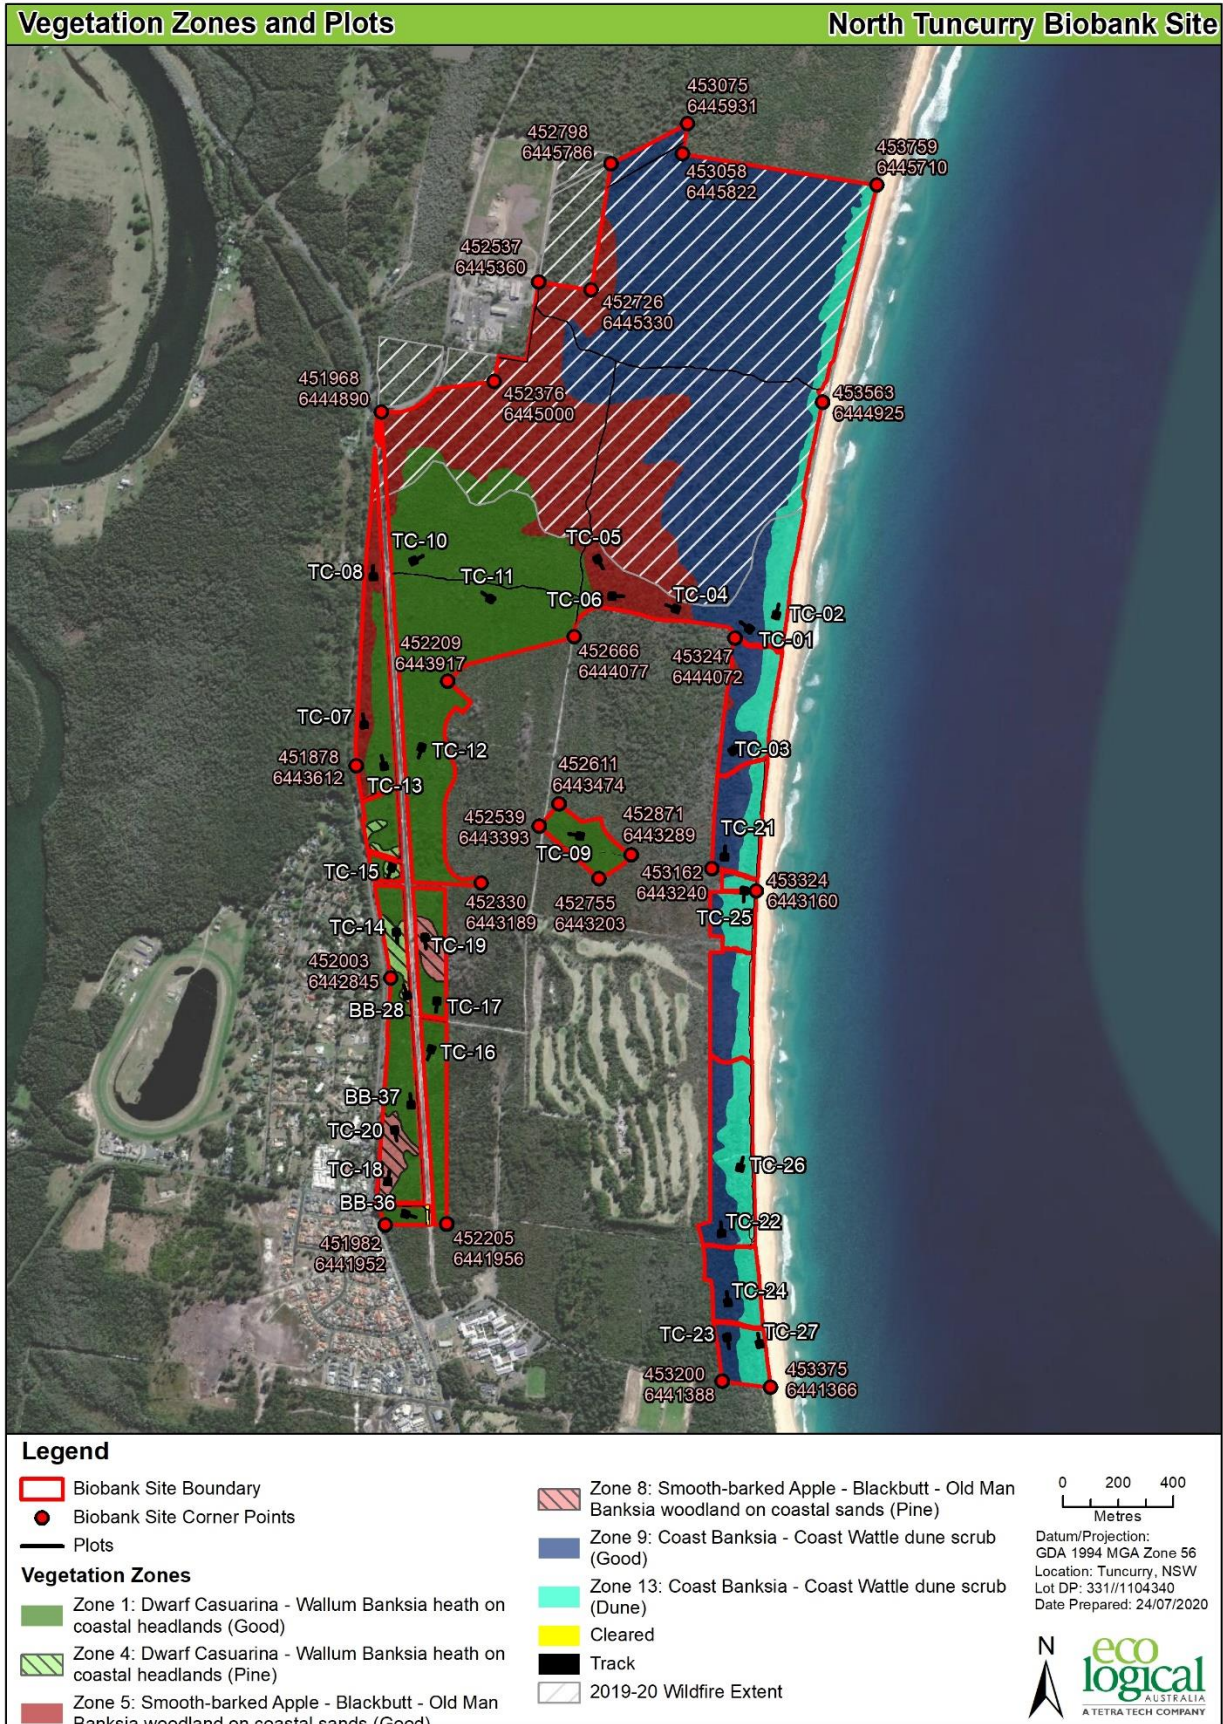 Vegetation Zones and Plots
North Tuncurry Biobank Site
453075
6445931
452798
6445786
453058
6445822
453759
6445710
452537
6445360
452726
6445330
451968
6444890
452376
6445000
453563
6444925
TC-10
TC-05
TC-08
TC-11
TC-06
TC-04
TC-02
TC-01
452209
6443917
452666
6444077
453247
6444072
TC-07
TC-12
TC-03
451878
6443612
TC-13
452611
6443474
452539
6443393
452871
6443289
TC-21
TC-09
TC-15
453162
6443240
453324
6443160
452330
6443189
452755
6443203
TC-25
TC-14
TC-19
452003
6442845
BB-28
TC-17
TC-16
BB-37
TC-20
TC-18
TC-26
BB-36
TC-22
451982
6441952
452205
6441956
TC-24
TC-23
TC-27
453200
6441388
453375
6441366
Legend
Biobank Site Boundary
Biobank Site Corner Points
Plots
Vegetation Zones
Zone 1: Dwarf Casuarina - Wallum Banksia heath on
coastal headlands (Good)
Zone 4: Dwarf Casuarina - Wallum Banksia heath on
coastal headlands (Pine)
Zone 5: Smooth-barked Apple - Blackbutt - Old Man
Banksia woodland on coastal sands (Good)
Zone 8: Smooth-barked Apple - Blackbutt - Old Man
Banksia woodland on coastal sands (Pine)
Zone 9: Coast Banksia - Coast Wattle dune scrub
(Good)
Zone 13: Coast Banksia - Coast Wattle dune scrub
(Dune)
Cleared
Track
2019-20 Wildfire Extent
0 200 400
Metres
Datum/Projection:
GDA 1994 MGA Zone 56
Location: Tuncurry, NSW
Lot DP: 331//1104340
Date Prepared: 24/07/2020
N
eco
logical
AUSTRALIA
A TETRA TECH COMPANY